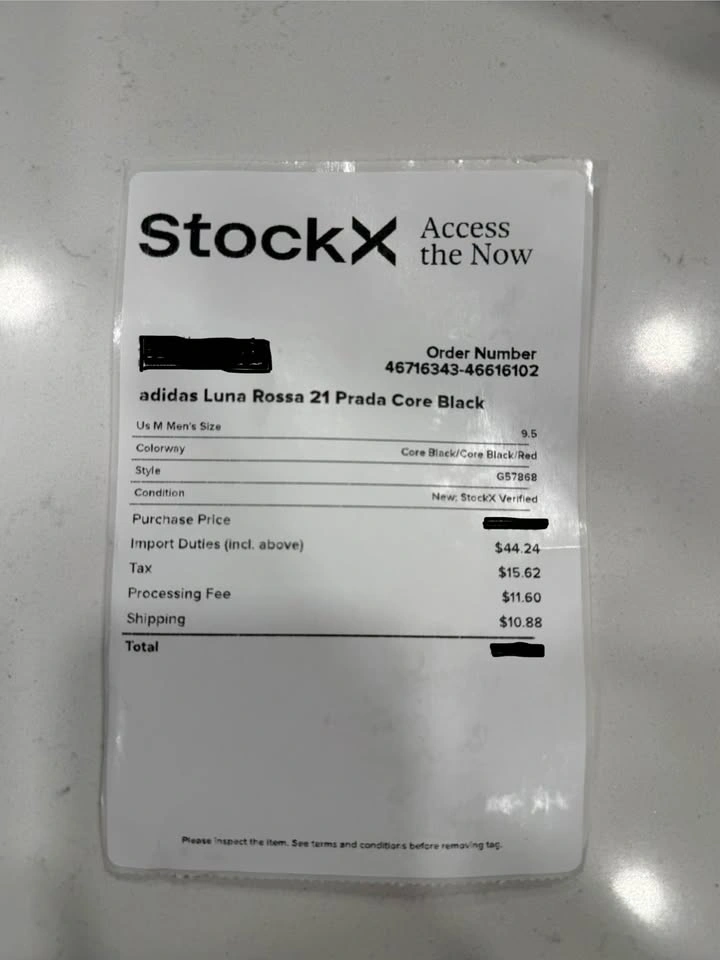 StockX Access
the Now
Order Number
46716343-46616102
adidas Luna Rossa 21 Prada Core Black
Us M Men's Size 9.5
Colorway Core Black/Core Black/Red
Style G57868
Condition New; StockX Verified
Purchase Price
Import Duties (incl. above) $44.24
Tax $15.62
Processing Fee $11.60
Shipping $10.88
Total
Please inspect the item. See terms and conditions before removing tag.